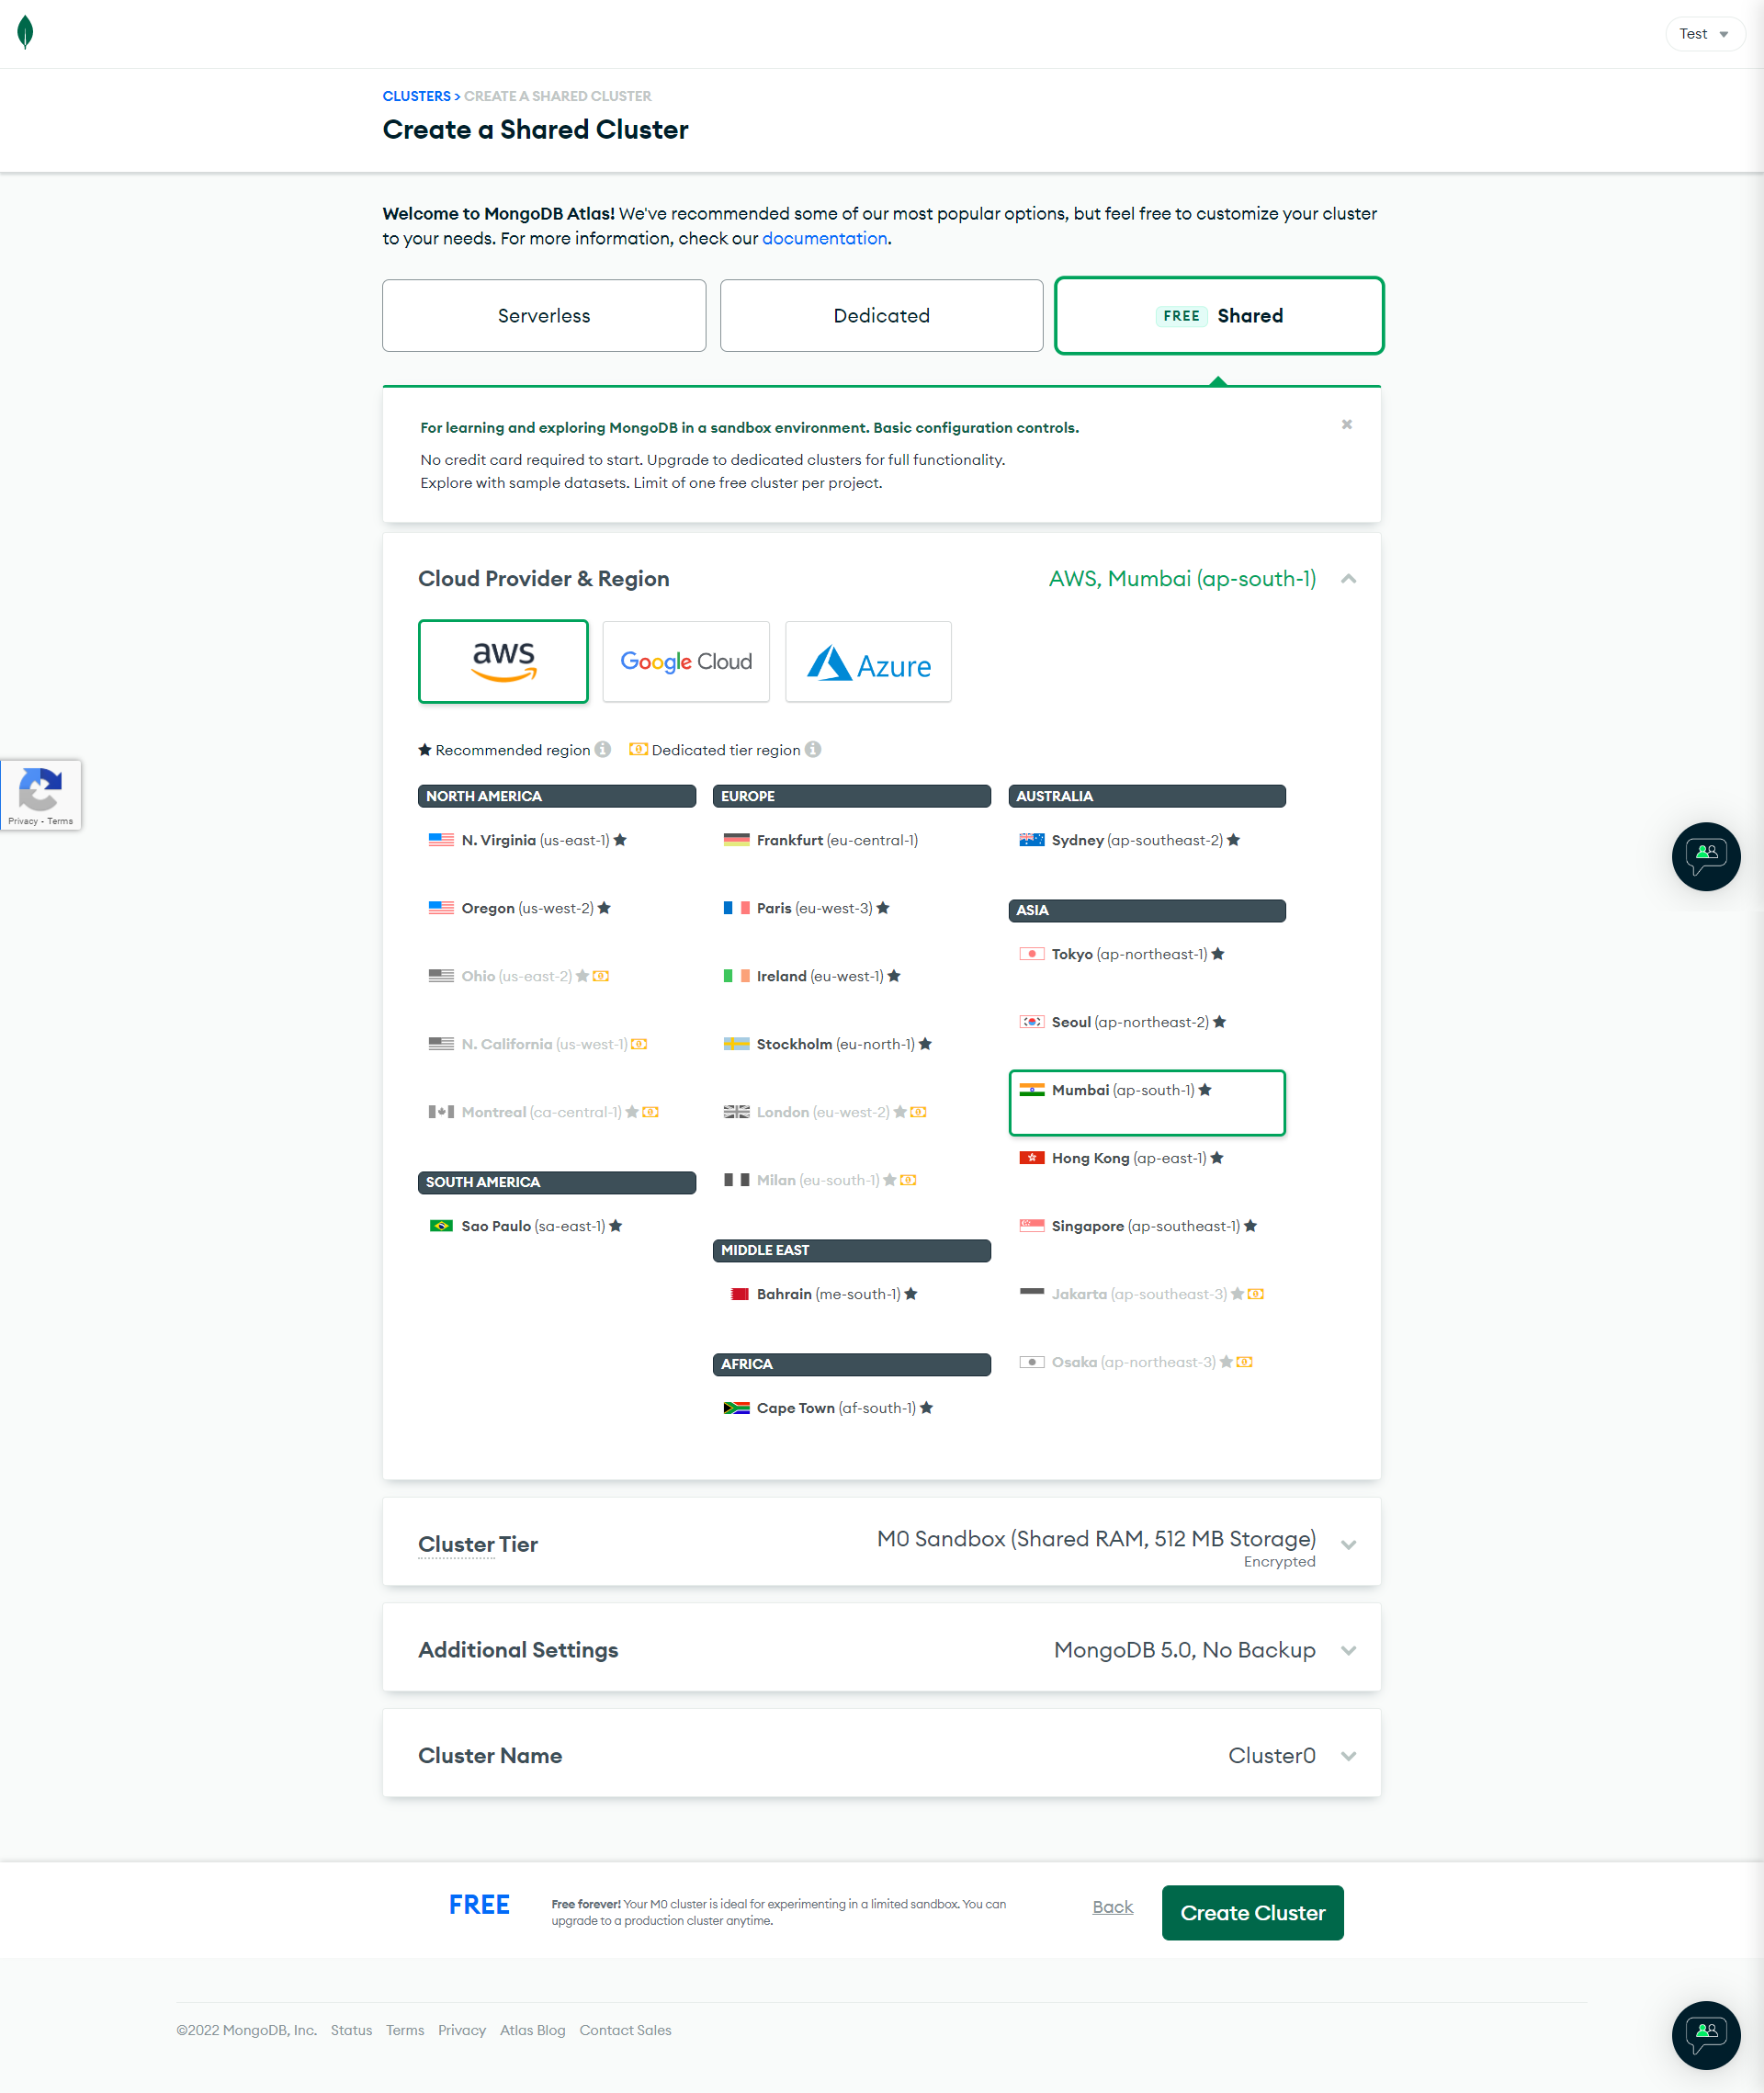 Test
CLUSTERS > CREATE A SHARED CLUSTER
Create a Shared Cluster
Welcome to MongoDB Atlas! We've recommended some of our most popular options, but feel free to customize your cluster
to your needs. For more information, check our documentation.
Serverless
Dedicated
FREE Shared
For learning and exploring MongoDB in a sandbox environment. Basic configuration controls.
No credit card required to start. Upgrade to dedicated clusters for full functionality.
Explore with sample datasets. Limit of one free cluster per project.
Cloud Provider & Region
AWS, Mumbai (ap-south-1)
aws
Google Cloud
Azure
Recommended region
Dedicated tier region
Privacy - Terms
NORTH AMERICA
N. Virginia (us-east-1)
Oregon (us-west-2)
Ohio (us-east-2)
N. California (us-west-1)
Montreal (ca-central-1)
SOUTH AMERICA
Sao Paulo (sa-east-1)
EUROPE
Frankfurt (eu-central-1)
Paris (eu-west-3)
Ireland (eu-west-1)
Stockholm (eu-north-1)
London (eu-west-2)
Milan (eu-south-1)
MIDDLE EAST
Bahrain (me-south-1)
AFRICA
Cape Town (af-south-1)
AUSTRALIA
Sydney (ap-southeast-2)
ASIA
Tokyo (ap-northeast-1)
Seoul (ap-northeast-2)
Mumbai (ap-south-1)
Hong Kong (ap-east-1)
Singapore (ap-southeast-1)
Jakarta (ap-southeast-3)
Osaka (ap-northeast-3)
Cluster Tier
M0 Sandbox (Shared RAM, 512 MB Storage)
Encrypted
Additional Settings
MongoDB 5.0, No Backup
Cluster Name
Cluster0
FREE
Free forever! Your M0 cluster is ideal for experimenting in a limited sandbox. You can
upgrade to a production cluster anytime.
Back
Create Cluster
©2022 MongoDB, Inc. Status Terms Privacy Atlas Blog Contact Sales